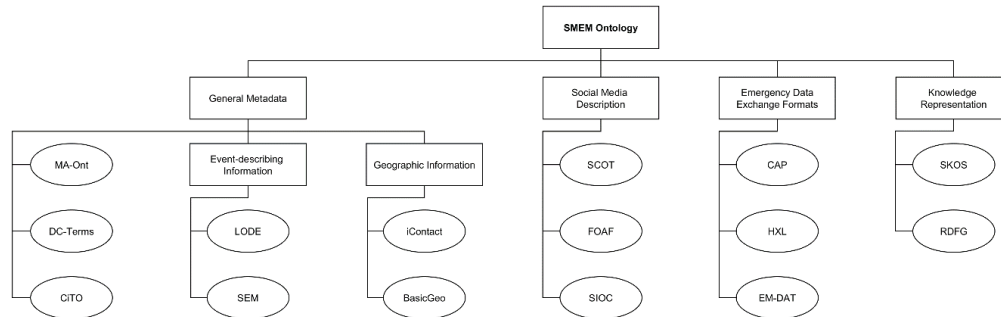 SMEM Ontology
General Metadata
Social Media
Description
Emergency Data
Exchange Formats
Knowledge
Representation
MA-Ont
Event-describing
Information
Geographic Information
SCOT
CAP
SKOS
DC-Terms
LODE
iContact
FOAF
HXL
RDFG
CiTO
SEM
BasicGeo
SIOC
EM-DAT